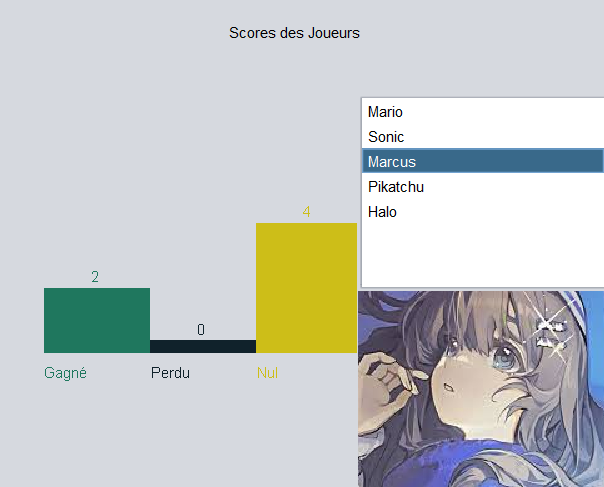 Scores des Joueurs
Mario
Sonic
Marcus
Pikatchu
Halo
4
2
0
Gagné
Perdu
Nul